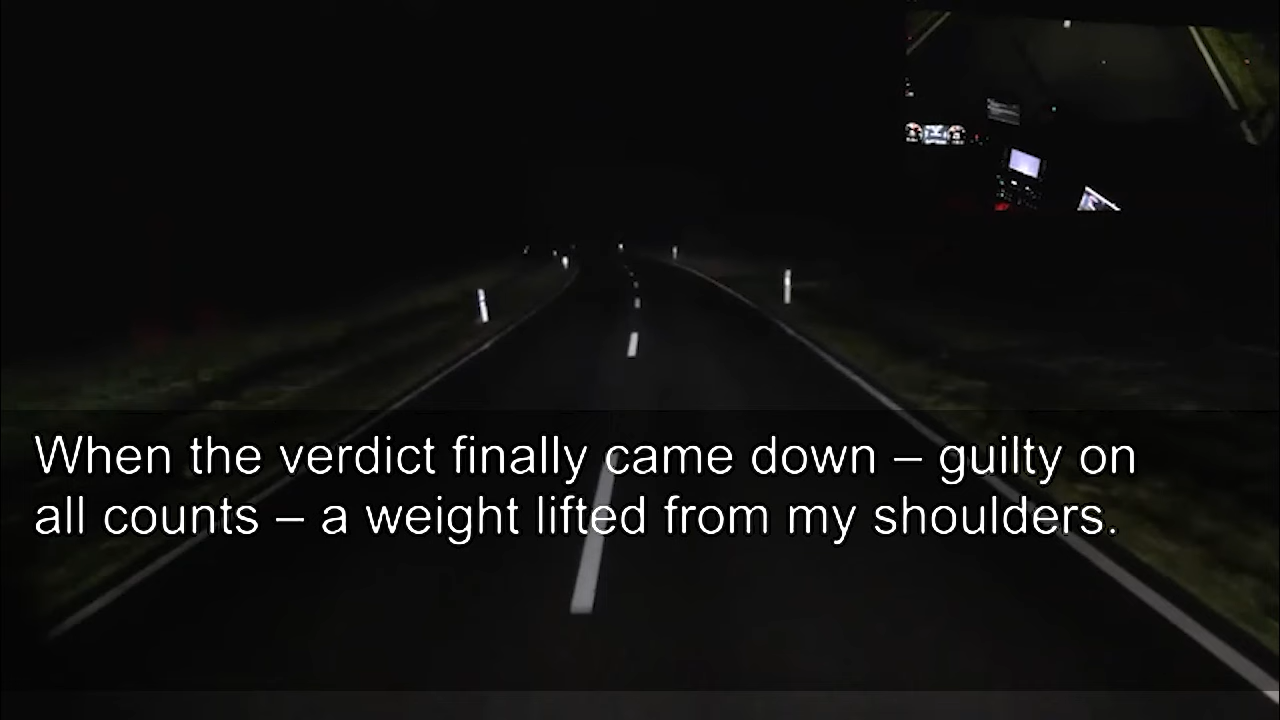 When the verdict finally came down – guilty on
all counts – a weight lifted from my shoulders.